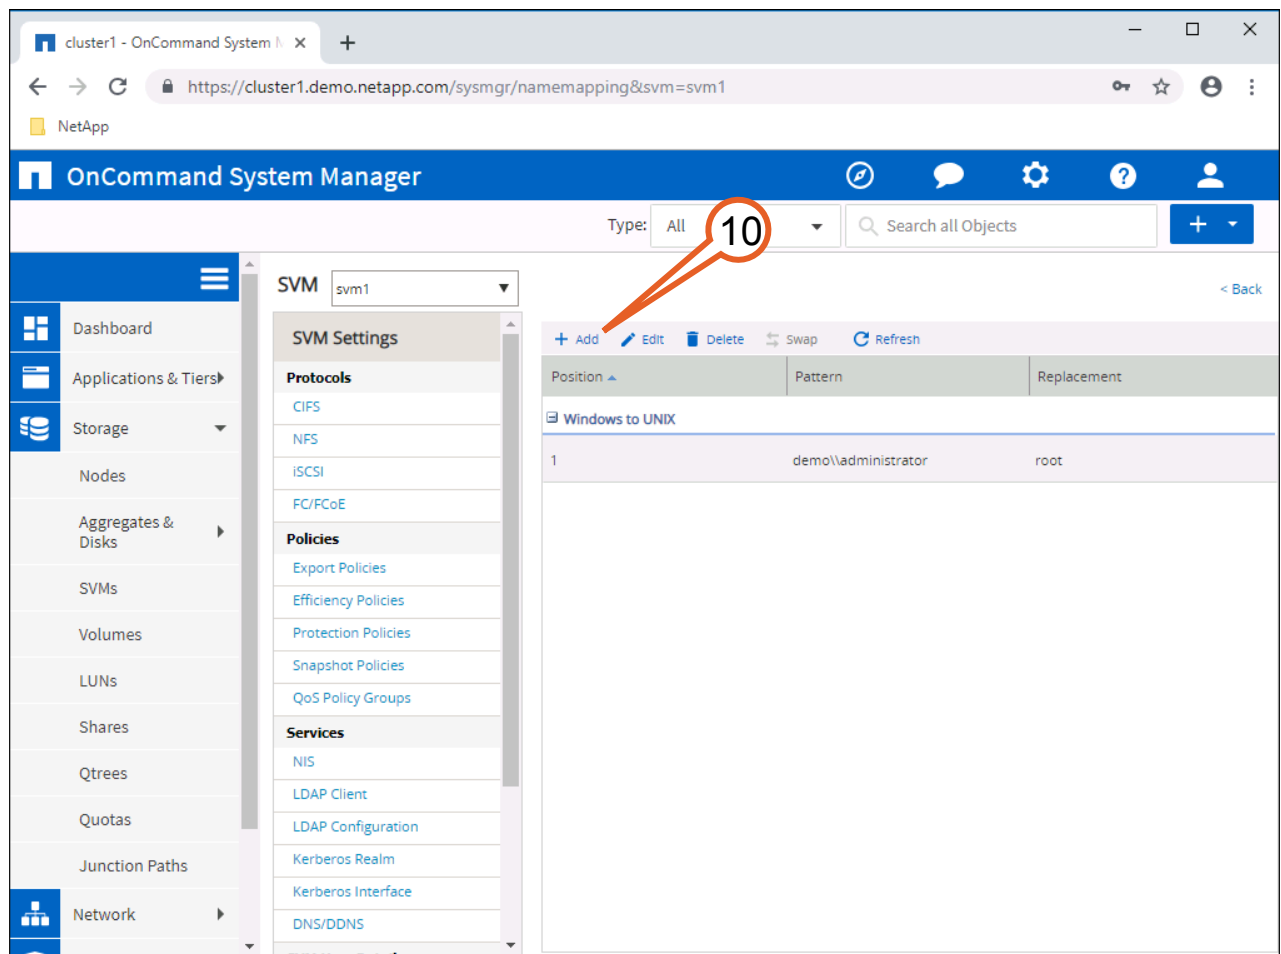 cluster1 - OnCommand System M
https://cluster1.demo.netapp.com/sysmgr/namemapping&svm=svm1
NetApp
OnCommand System Manager
Type: All
Search all Objects
10
SVM svm1
< Back
Dashboard
Applications & Tiers
Storage
Nodes
Aggregates &
Disks
SVMs
Volumes
LUNs
Shares
Qtrees
Quotas
Junction Paths
Network
SVM Settings
Protocols
CIFS
NFS
iSCSI
FC/FCoE
Policies
Export Policies
Efficiency Policies
Protection Policies
Snapshot Policies
QoS Policy Groups
Services
NIS
LDAP Client
LDAP Configuration
Kerberos Realm
Kerberos Interface
DNS/DDNS
Add Edit Delete Swap Refresh
Position Pattern Replacement
Windows to UNIX
1 demo\\administrator root